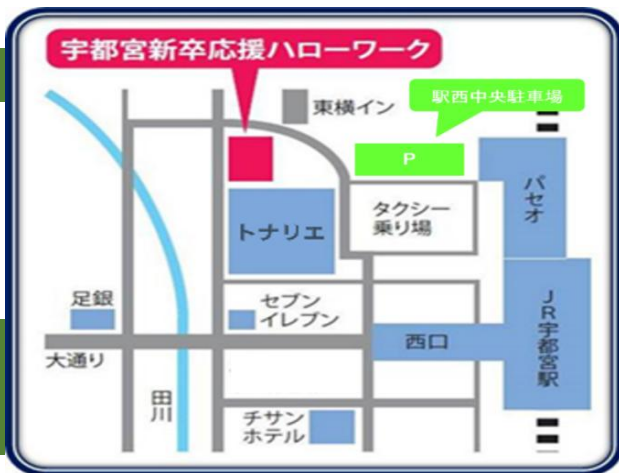 宇都宮新卒応援ハローワーク
東横イン
駅西中央駐車場
P
パセオ
タクシー
乗り場
トナリエ
足銀
セブン
イレブン
西口
JR宇都宮駅
大通り
田川
チサン
ホテル